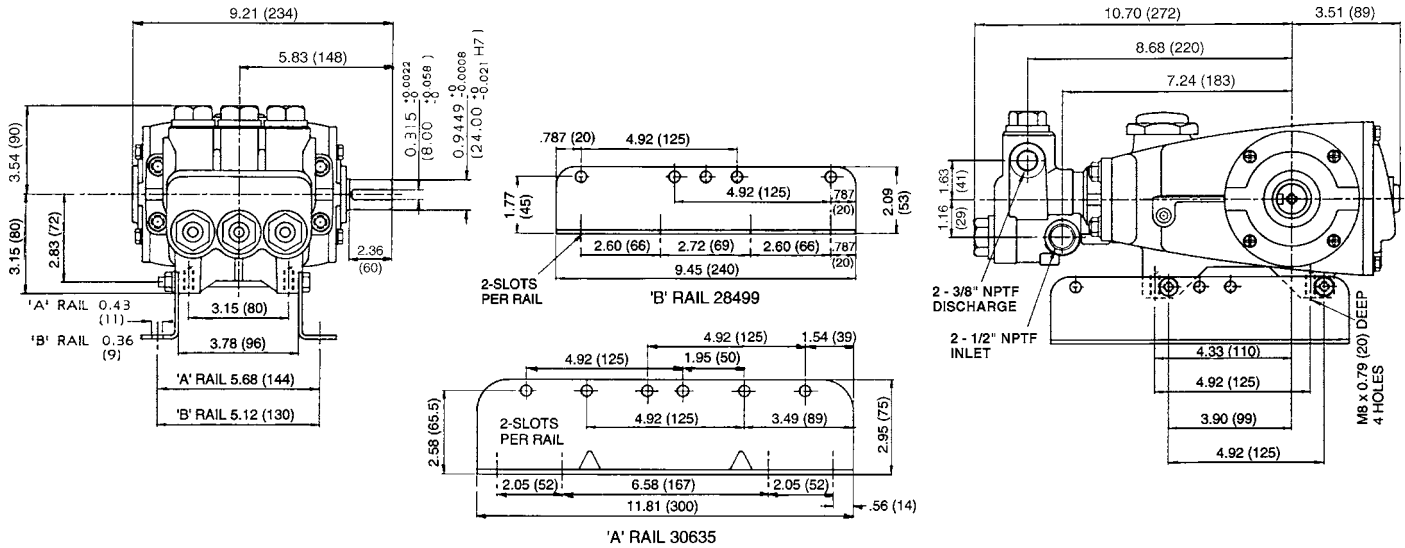 9.21 (234)
5.83 (148)
0.315 +0.0022 -0
(8.00 +0.058 -0)
0.9449 +0 -0.0008
(24.00 +0 -0.021 H7)
3.54 (90)
3.15 (80)
2.83 (72)
2.36
(60)
'A' RAIL 0.43
(11)
'B' RAIL 0.36
(9)
3.15 (80)
3.78 (96)
'A' RAIL 5.68 (144)
'B' RAIL 5.12 (130)
.787 (20)
4.92 (125)
4.92 (125)
.787
(20)
1.77
(45)
2.09
(53)
2.60 (66)
2.72 (69)
2.60 (66)
.787
(20)
9.45 (240)
2-SLOTS
PER RAIL
'B' RAIL 28499
4.92 (125)
1.54 (39)
4.92 (125)
1.95 (50)
4.92 (125)
3.49 (89)
2.58 (65.5)
2.95 (75)
2-SLOTS
PER RAIL
2.05 (52)
6.58 (167)
2.05 (52)
11.81 (300)
.56 (14)
'A' RAIL 30635
10.70 (272)
3.51 (89)
8.68 (220)
7.24 (183)
1.63
(41)
1.16
(29)
2 - 3/8" NPTF
DISCHARGE
2 - 1/2" NPTF
INLET
4.33 (110)
4.92 (125)
3.90 (99)
4.92 (125)
M8 x 0.79 (20) DEEP
4 HOLES